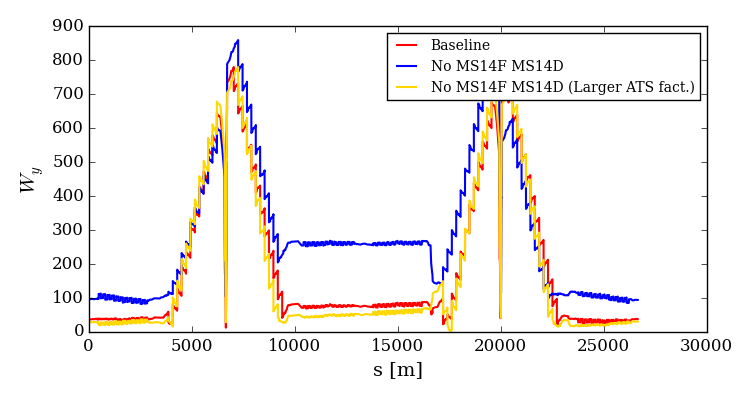 900
800
700
600
500
400
300
200
100
0
W_y
Baseline
No MS14F MS14D
No MS14F MS14D (Larger ATS fact.)
0 5000 10000 15000 20000 25000 30000
s [m]